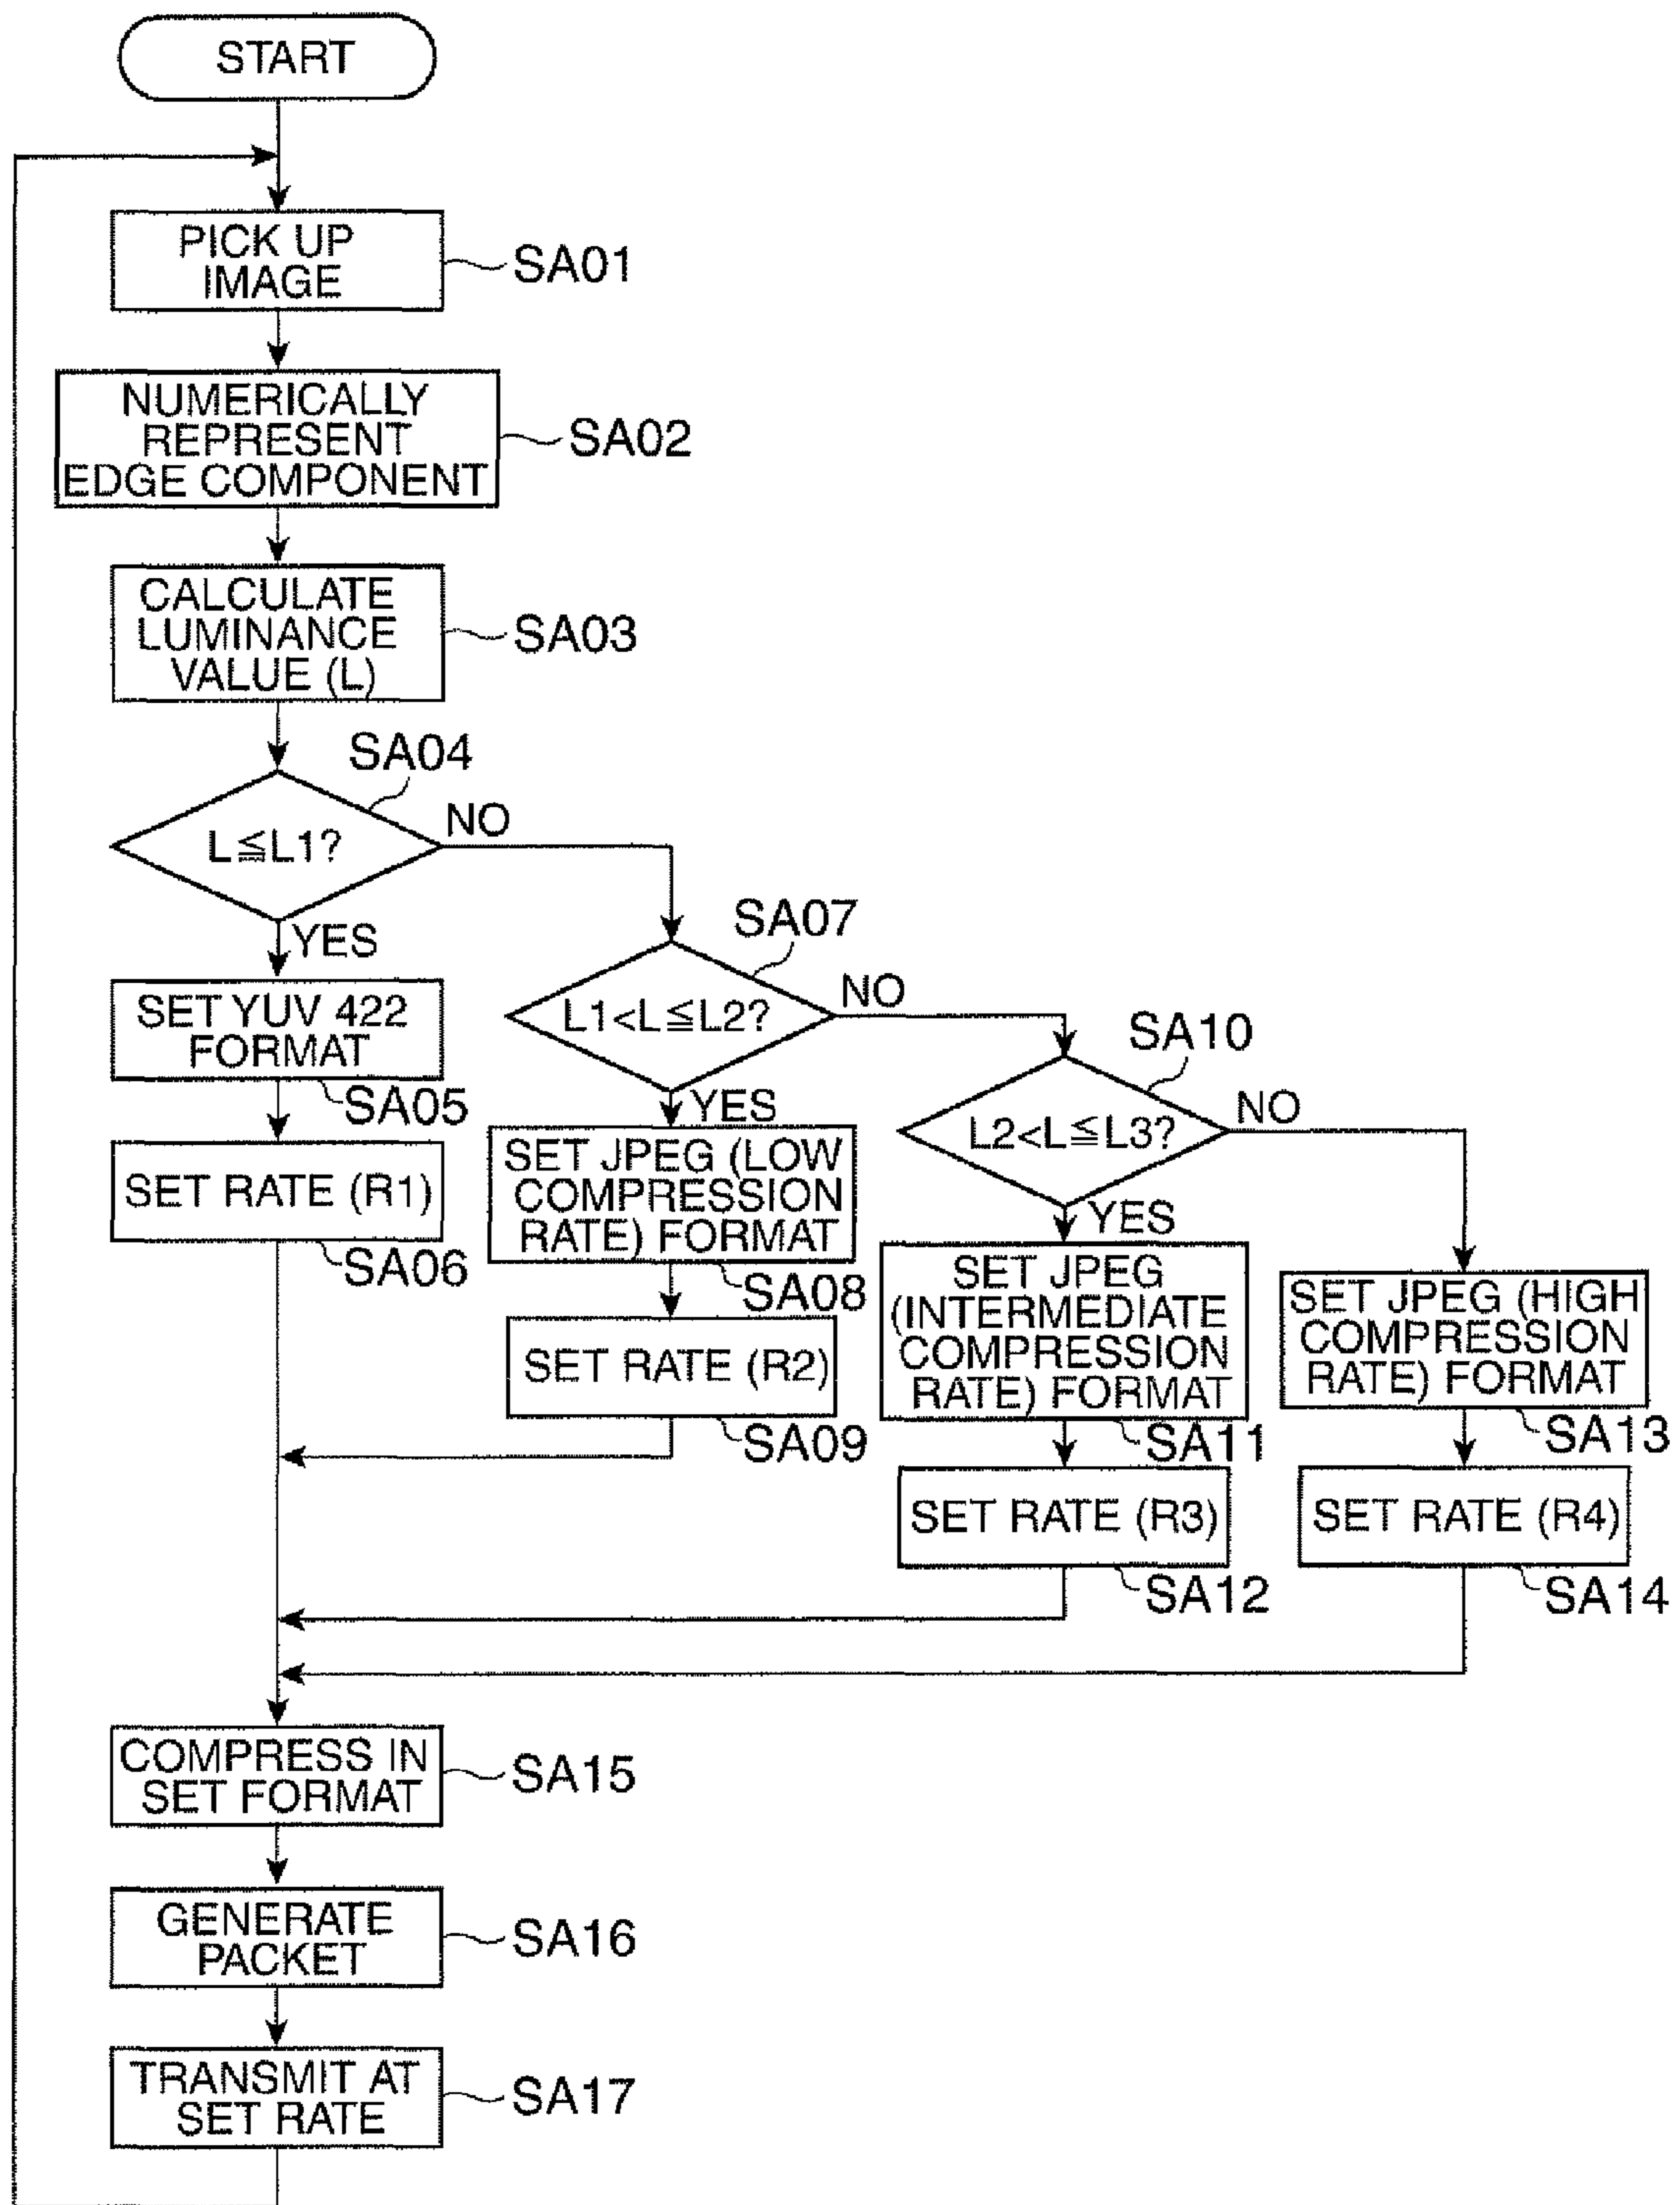 START
PICK UP
IMAGE
SA01
NUMERICALLY
REPRESENT
EDGE COMPONENT
SA02
CALCULATE
LUMINANCE
VALUE (L)
SA03
SA04
L≦L1?
NO
YES
SET YUV 422
FORMAT
SA05
SET RATE (R1)
SA06
SA07
L1<L≦L2?
NO
YES
SET JPEG (LOW
COMPRESSION
RATE) FORMAT
SA08
SET RATE (R2)
SA09
SA10
L2<L≦L3?
NO
YES
SET JPEG
(INTERMEDIATE
COMPRESSION
RATE) FORMAT
SA11
SET RATE (R3)
SA12
SET JPEG (HIGH
COMPRESSION
RATE) FORMAT
SA13
SET RATE (R4)
SA14
COMPRESS IN
SET FORMAT
SA15
GENERATE
PACKET
SA16
TRANSMIT AT
SET RATE
SA17